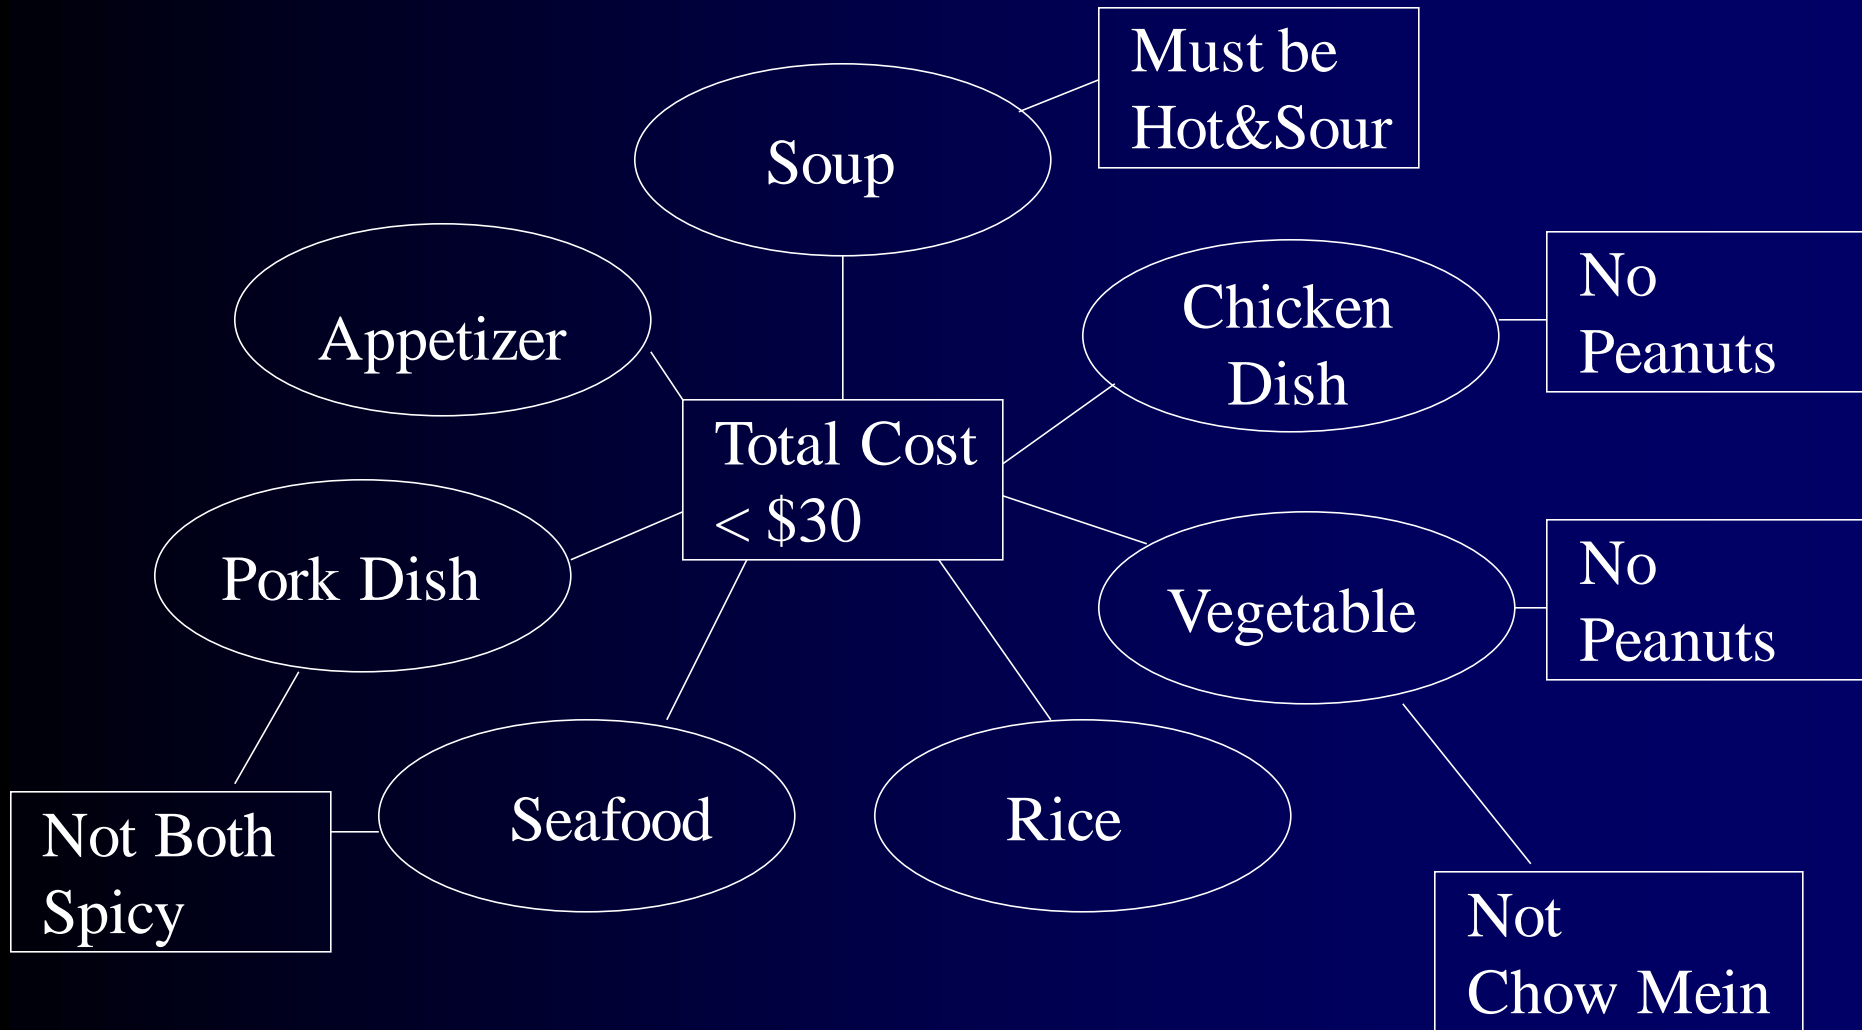 Must be
Hot&Sour
Soup
No
Peanuts
Chicken
Dish
Appetizer
Total Cost
< $30
No
Peanuts
Pork Dish
Vegetable
Seafood
Rice
Not Both
Spicy
Not
Chow Mein